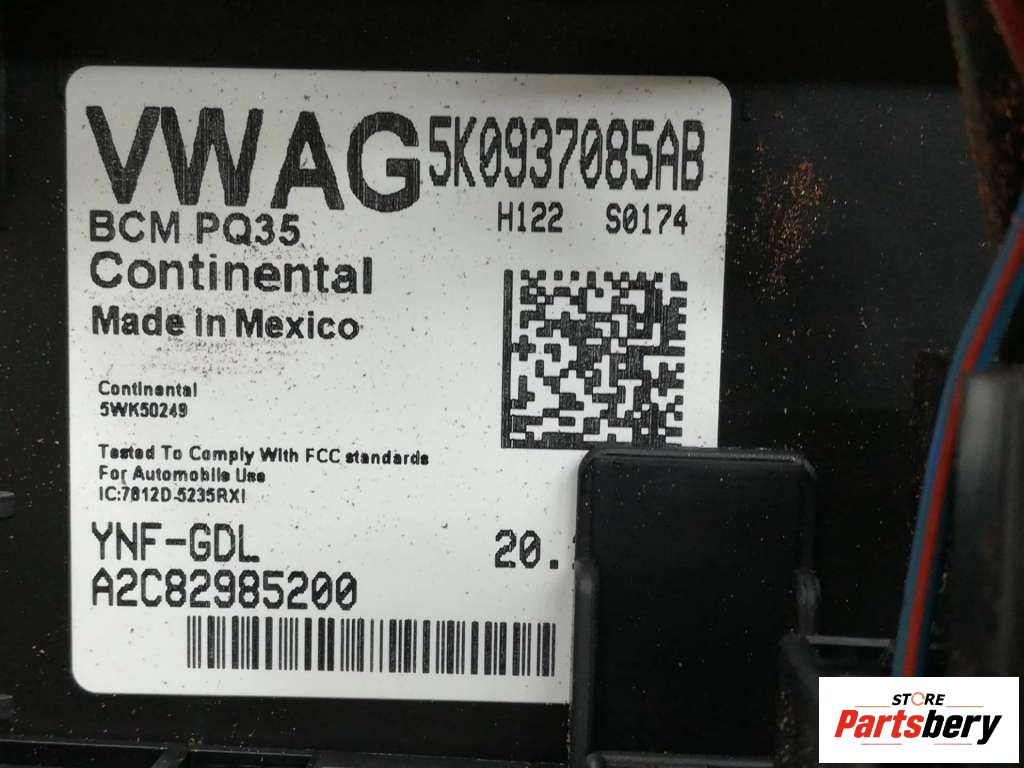 VWAG 5K0937085AB
BCM PQ35 H122 S0174
Continental
Made in Mexico
Continental
5WK50249
Tested To Comply With FCC standards
For Automobile Use
IC:7812D-5235RXI
YNF-GDL 20.
A2C82985200
STORE
Partsbery